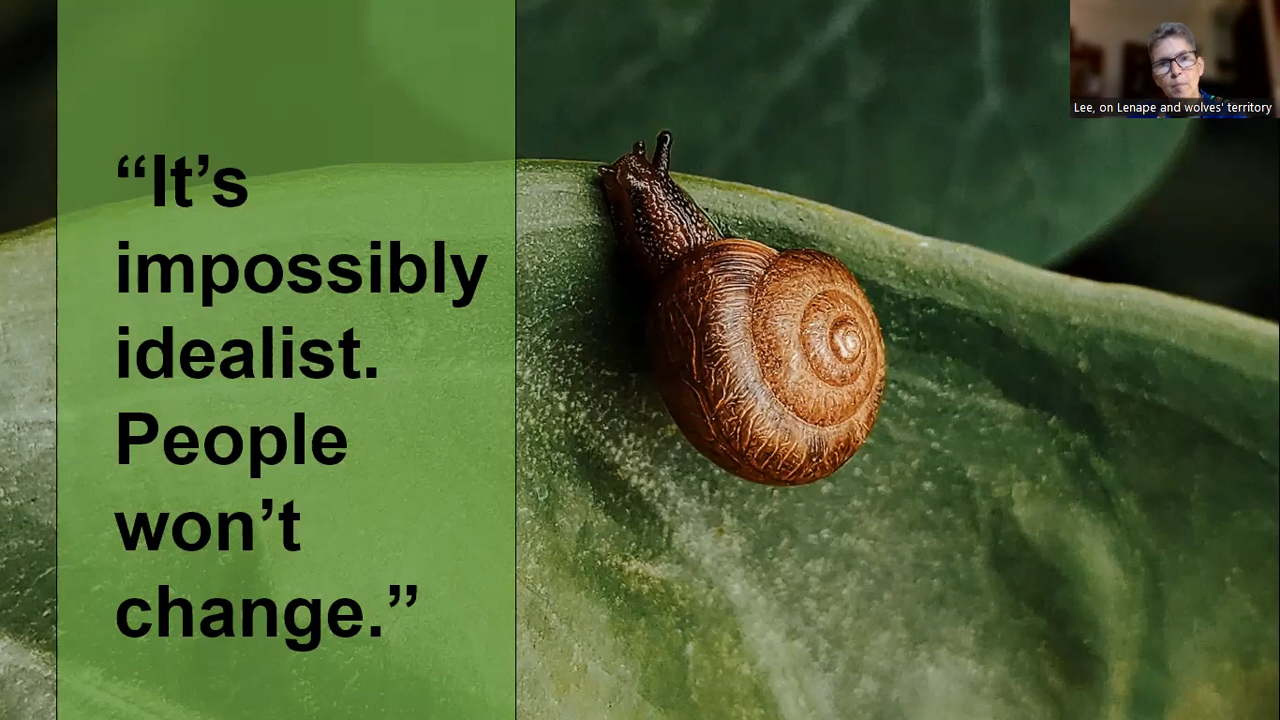 “It’s
impossibly
idealist.
People
won’t
change.”
Lee, on Lenape and wolves' territory